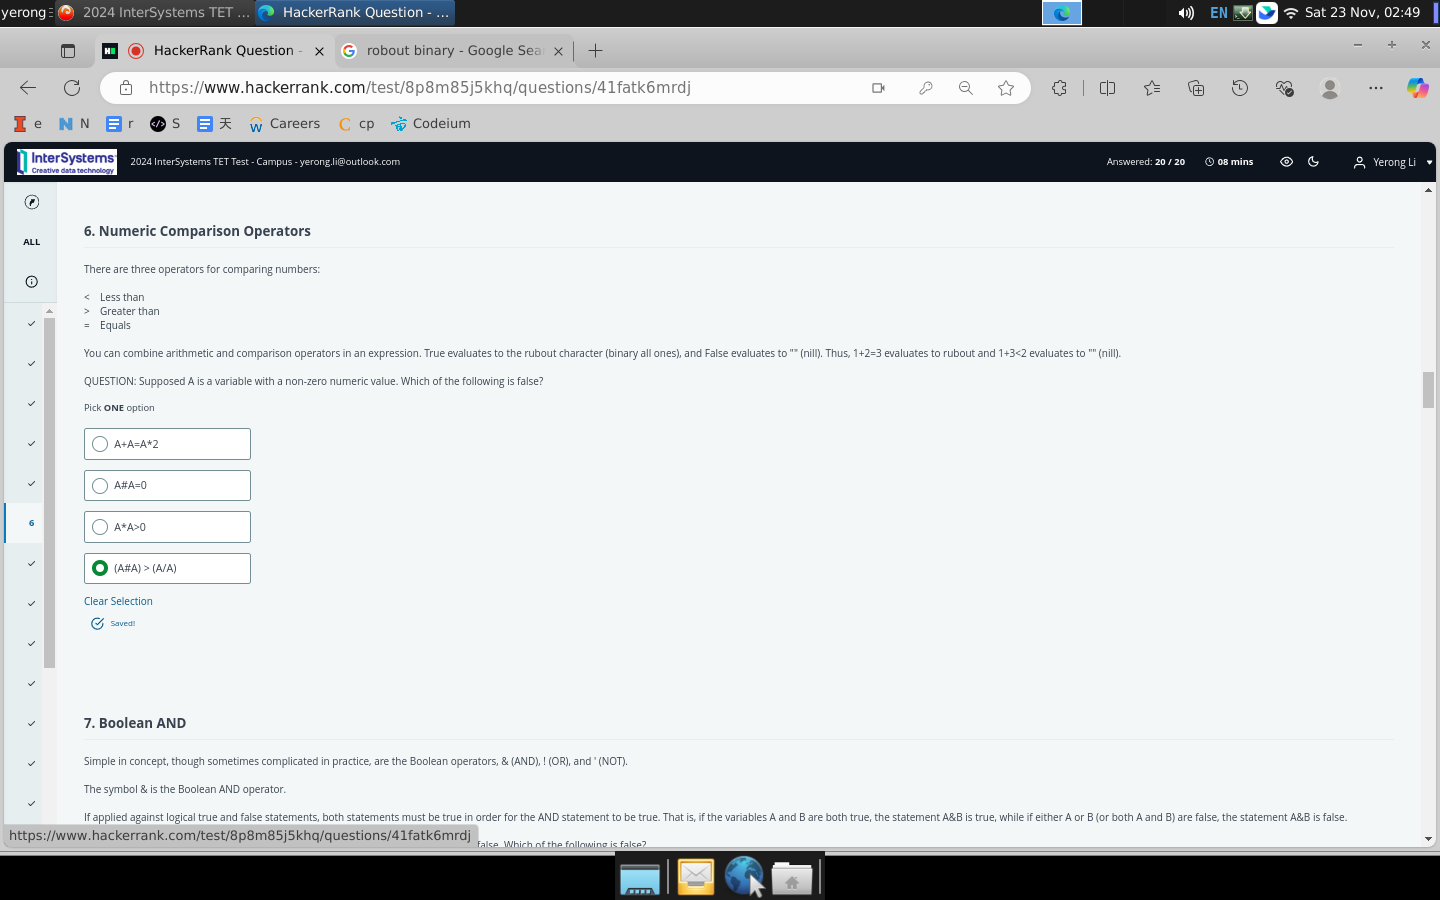 yerong
2024 InterSystems TET ...
HackerRank Question - ...
EN
Sat 23 Nov, 02:49
HackerRank Question -
robout binary - Google Sea
https://www.hackerrank.com/test/8p8m85j5khq/questions/41fatk6mrdj
e
N
r
S
天
Careers
cp
Codeium
InterSystems
Creative data technology
2024 InterSystems TET Test - Campus - yerong.li@outlook.com
Answered: 20 / 20
08 mins
Yerong Li
ALL
6. Numeric Comparison Operators
There are three operators for comparing numbers:
< Less than
> Greater than
= Equals
You can combine arithmetic and comparison operators in an expression. True evaluates to the rubout character (binary all ones), and False evaluates to "" (nill). Thus, 1+2=3 evaluates to rubout and 1+3<2 evaluates to "" (nill).
QUESTION: Supposed A is a variable with a non-zero numeric value. Which of the following is false?
Pick ONE option
A+A=A*2
A#A=0
A*A>0
6
(A#A) > (A/A)
Clear Selection
Saved!
7. Boolean AND
Simple in concept, though sometimes complicated in practice, are the Boolean operators, & (AND), ! (OR), and ' (NOT).
The symbol & is the Boolean AND operator.
If applied against logical true and false statements, both statements must be true in order for the AND statement to be true. That is, if the variables A and B are both true, the statement A&B is true, while if either A or B (or both A and B) are false, the statement A&B is false.
https://www.hackerrank.com/test/8p8m85j5khq/questions/41fatk6mrdj
false. Which of the following is false?